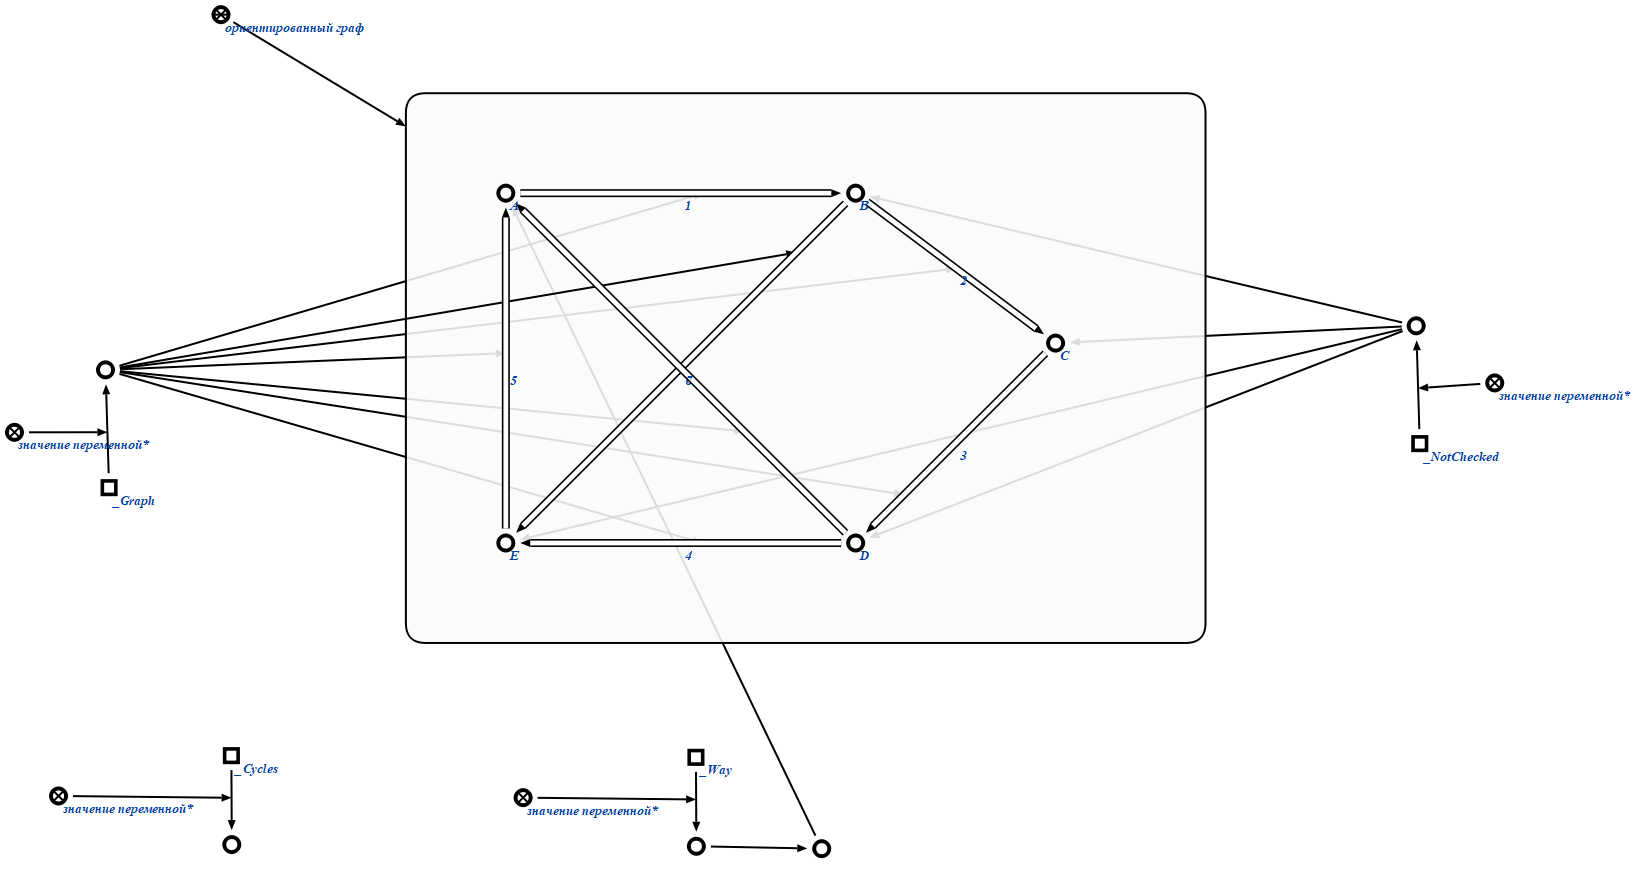 ориентированный граф
A
1
B
2
C
5
6
значение переменной*
_NotChecked
значение переменной*
_Graph
3
E
4
D
_Cycles
значение переменной*
_Way
значение переменной*